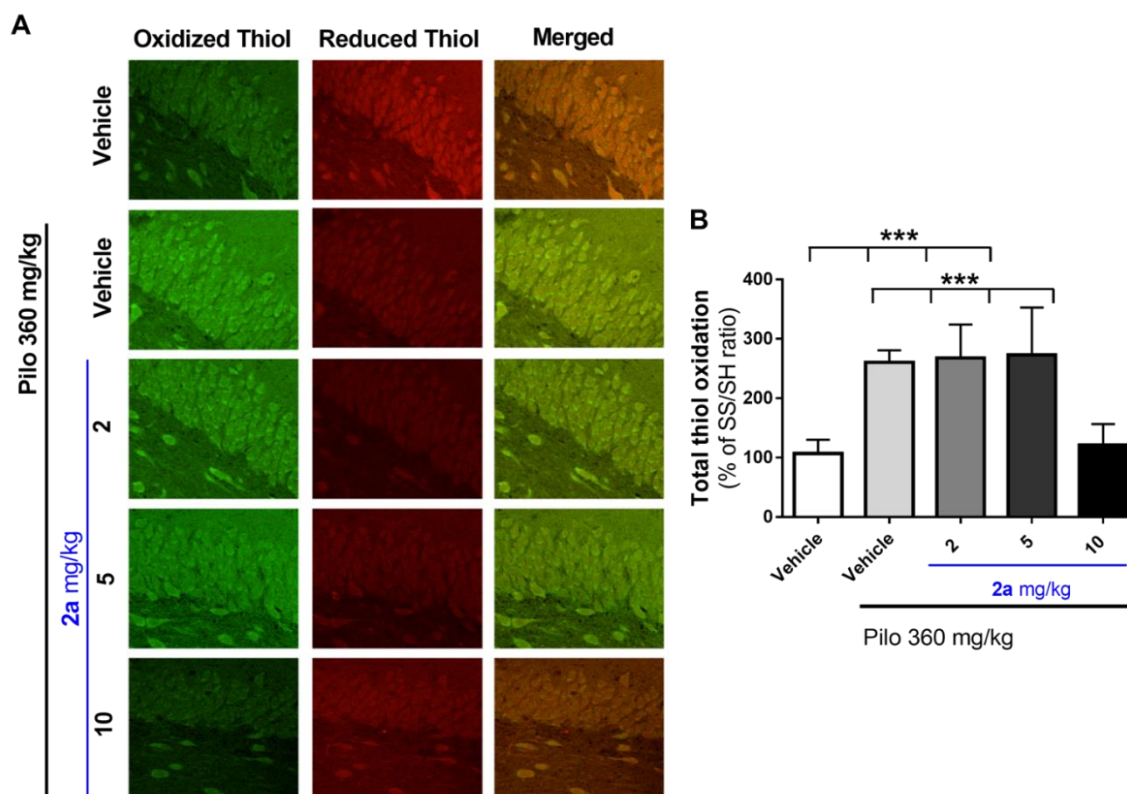 A
Oxidized Thiol Reduced Thiol Merged
Vehicle
Pilo 360 mg/kg
Vehicle
2a mg/kg
2
5
10
B
***
***
Total thiol oxidation
(% of SS/SH ratio)
400
300
200
100
0
Vehicle Vehicle 2 5 10
2a mg/kg
Pilo 360 mg/kg